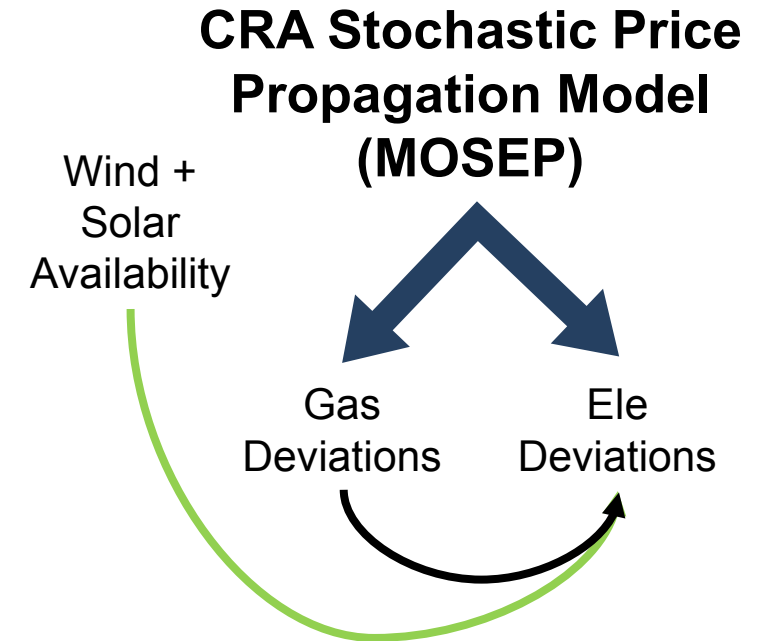 CRA Stochastic Price
Propagation Model
(MOSEP)
Wind +
Solar
Availability
Gas
Deviations
Ele
Deviations